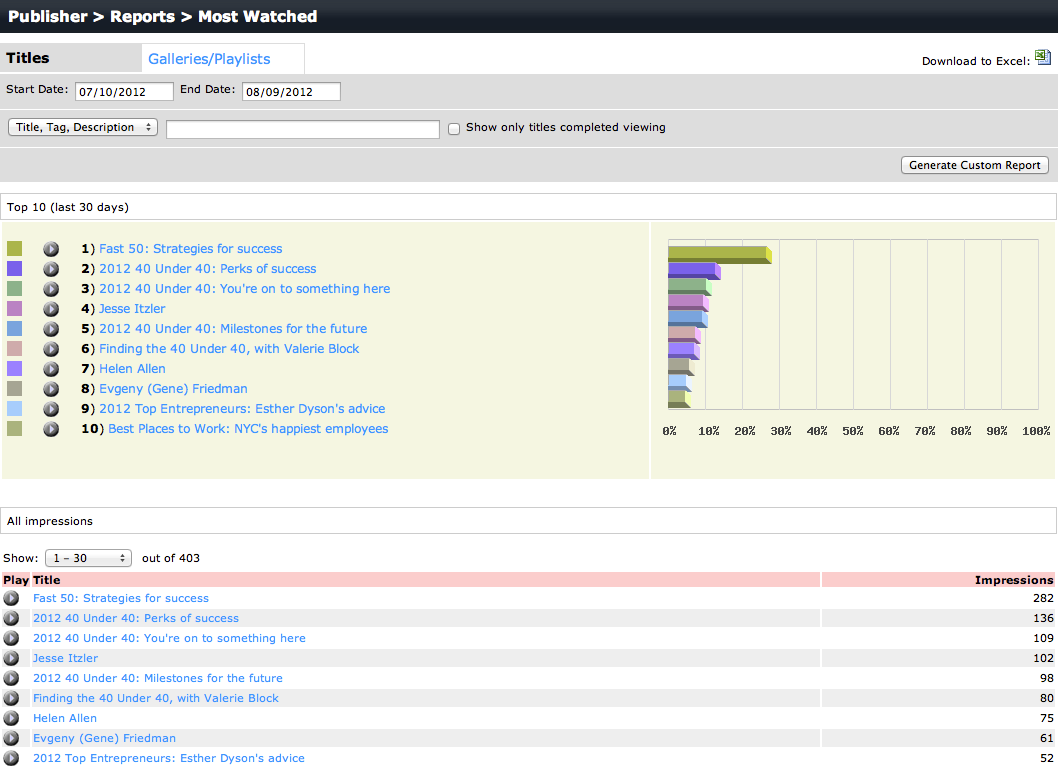 Publisher > Reports > Most Watched
Titles
Galleries/Playlists
Download to Excel:
Start Date: 07/10/2012 End Date: 08/09/2012
Title, Tag, Description Show only titles completed viewing
Generate Custom Report
Top 10 (last 30 days)
1) Fast 50: Strategies for success
2) 2012 40 Under 40: Perks of success
3) 2012 40 Under 40: You're on to something here
4) Jesse Itzler
5) 2012 40 Under 40: Milestones for the future
6) Finding the 40 Under 40, with Valerie Block
7) Helen Allen
8) Evgeny (Gene) Friedman
9) 2012 Top Entrepreneurs: Esther Dyson's advice
10) Best Places to Work: NYC's happiest employees
0% 10% 20% 30% 40% 50% 60% 70% 80% 90% 100%
All impressions
Show: 1 – 30 out of 403
Play Title Impressions
Fast 50: Strategies for success 282
2012 40 Under 40: Perks of success 136
2012 40 Under 40: You're on to something here 109
Jesse Itzler 102
2012 40 Under 40: Milestones for the future 98
Finding the 40 Under 40, with Valerie Block 80
Helen Allen 75
Evgeny (Gene) Friedman 61
2012 Top Entrepreneurs: Esther Dyson's advice 52